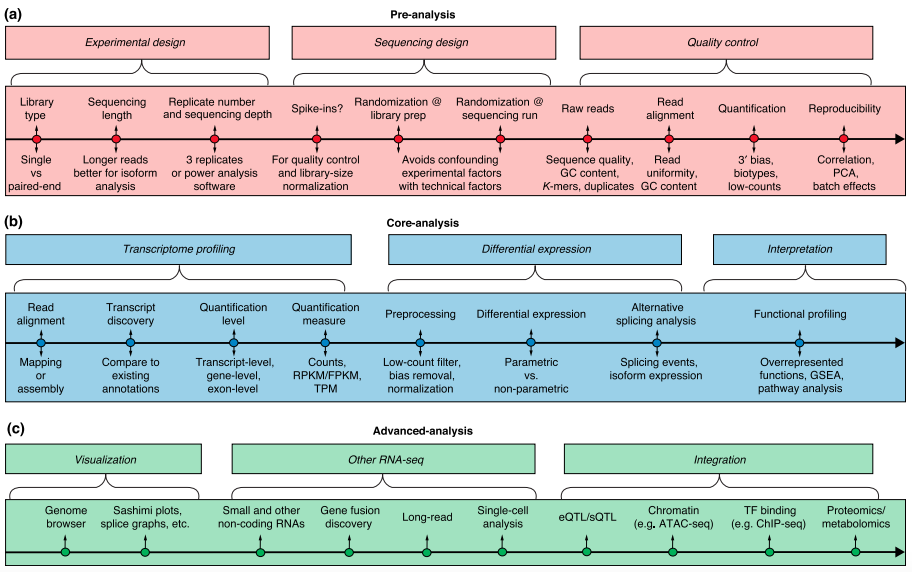 (a)
Pre-analysis
Experimental design
Sequencing design
Quality control
Library
type
Sequencing
length
Replicate number
and sequencing depth
Spike-ins?
Randomization @
library prep
Randomization @
sequencing run
Raw reads
Read
alignment
Quantification
Reproducibility
Single
vs
paired-end
Longer reads
better for isoform
analysis
3 replicates
or power analysis
software
For quality control
and library-size
normalization
Avoids confounding
experimental factors
with technical factors
Sequence quality,
GC content,
K-mers, duplicates
Read
uniformity,
GC content
3′ bias,
biotypes,
low-counts
Correlation,
PCA,
batch effects
(b)
Core-analysis
Transcriptome profiling
Differential expression
Interpretation
Read
alignment
Transcript
discovery
Quantification
level
Quantification
measure
Preprocessing
Differential expression
Alternative
splicing analysis
Functional profiling
Mapping
or
assembly
Compare to
existing
annotations
Transcript-level,
gene-level,
exon-level
Counts,
RPKM/FPKM,
TPM
Low-count filter,
bias removal,
normalization
Parametric
vs.
non-parametric
Splicing events,
isoform expression
Overrepresented
functions, GSEA,
pathway analysis
(c)
Advanced-analysis
Visualization
Other RNA-seq
Integration
Genome
browser
Sashimi plots,
splice graphs, etc.
Small and other
non-coding RNAs
Gene fusion
discovery
Long-read
Single-cell
analysis
eQTL/sQTL
Chromatin
(e.g. ATAC-seq)
TF binding
(e.g. ChIP-seq)
Proteomics/
metabolomics